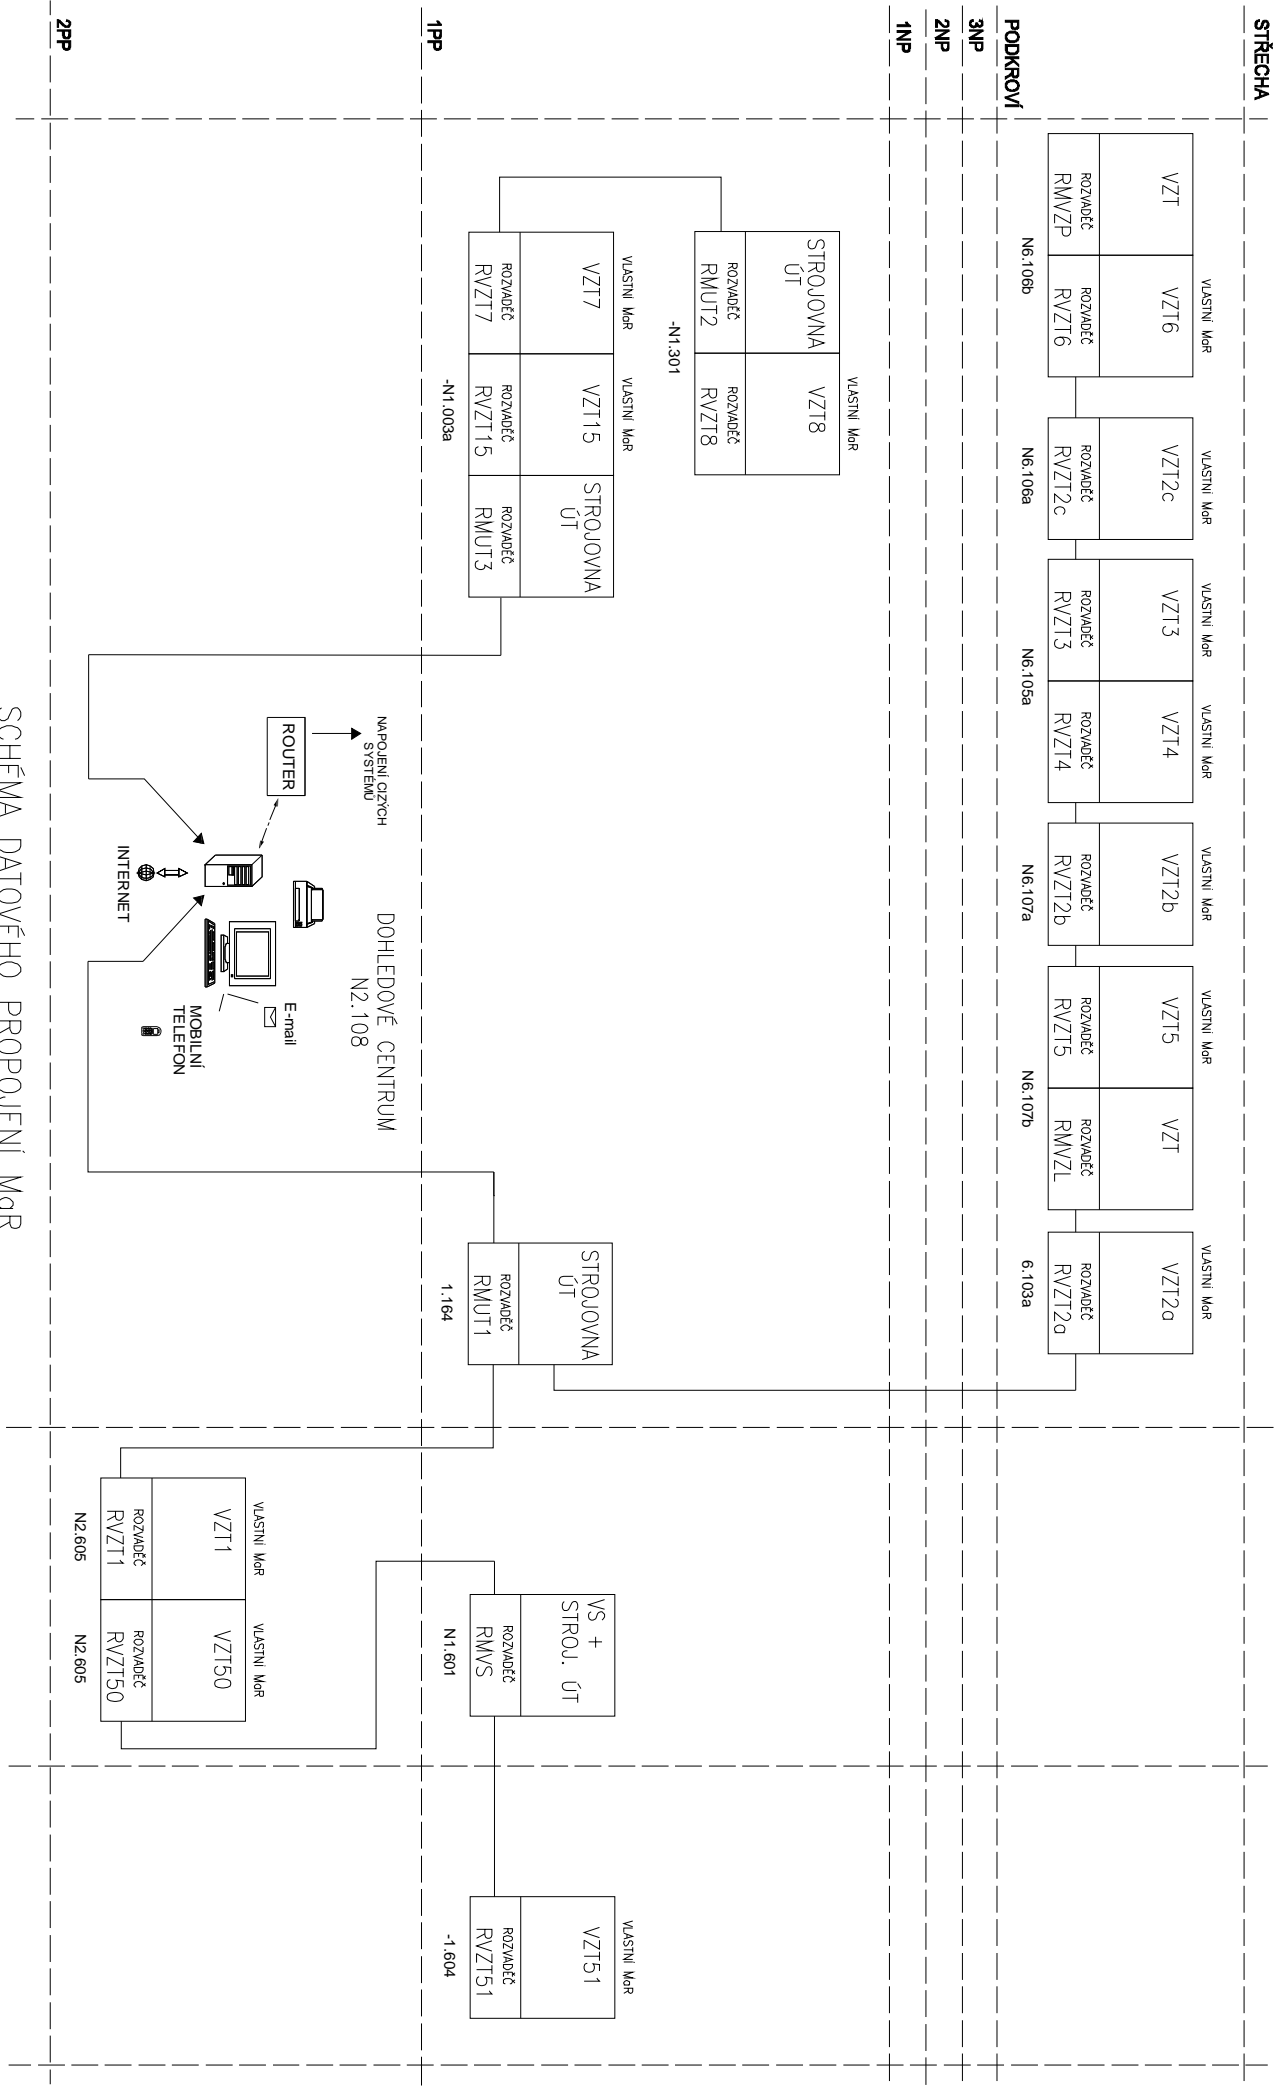 STŘECHA
VLASTNÍ MaR
VLASTNÍ MaR
VLASTNÍ MaR
VLASTNÍ MaR
VLASTNÍ MaR
VLASTNÍ MaR
VLASTNÍ MaR
VZT
VZT6
VZT2c
VZT3
VZT4
VZT2b
VZT5
VZT
VZT2a
ROZVADĚČ
RMVZP
ROZVADĚČ
RVZT6
ROZVADĚČ
RVZT2c
ROZVADĚČ
RVZT3
ROZVADĚČ
RVZT4
ROZVADĚČ
RVZT2b
ROZVADĚČ
RVZT5
ROZVADĚČ
RMVZL
ROZVADĚČ
RVZT2a
N6.106b
N6.106a
N6.105a
N6.107a
N6.107b
6.103a
PODKROVÍ
3NP
2NP
1NP
VLASTNÍ MaR
STROJOVNA
ÚT
VZT8
ROZVADĚČ
RMUT2
ROZVADĚČ
RVZT8
-N1.301
VLASTNÍ MaR
VLASTNÍ MaR
VZT7
VZT15
STROJOVNA
ÚT
ROZVADĚČ
RVZT7
ROZVADĚČ
RVZT15
ROZVADĚČ
RMUT3
-N1.003a
STROJOVNA
ÚT
ROZVADĚČ
RMUT1
1.164
VS +
STROJ. ÚT
ROZVADĚČ
RMVS
N1.601
VLASTNÍ MaR
VZT51
ROZVADĚČ
RVZT51
-1.604
1PP
NAPOJENÍ CIZÝCH
SYSTÉMŮ
ROUTER
DOHLEDOVÉ CENTRUM
N2.108
E-mail
MOBILNÍ
TELEFON
INTERNET
VLASTNÍ MaR
VLASTNÍ MaR
VZT1
VZT50
ROZVADĚČ
RVZT1
ROZVADĚČ
RVZT50
N2.605
N2.605
2PP
SCHÉMA DATOVÉHO PROPOJENÍ MaR